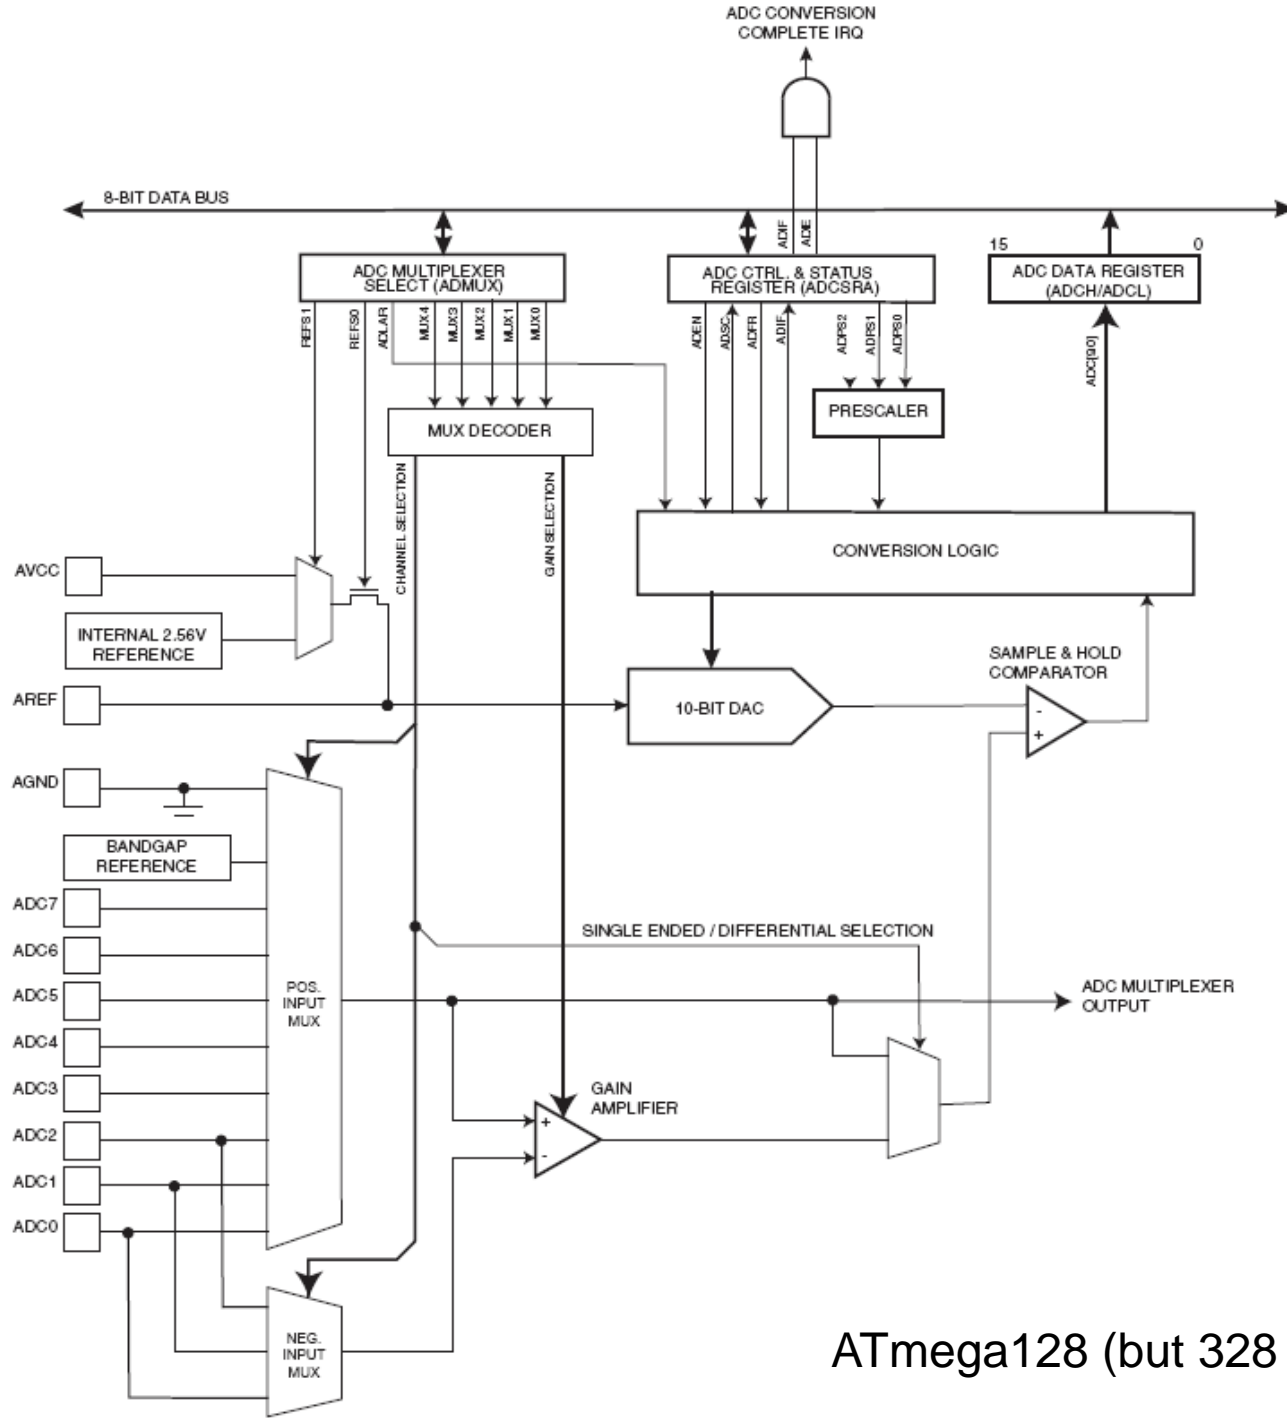 ADC CONVERSION
COMPLETE IRQ
8-BIT DATA BUS
ADIF
ADIE
15
0
ADC MULTIPLEXER
SELECT (ADMUX)
ADC CTRL. & STATUS
REGISTER (ADCSRA)
ADC DATA REGISTER
(ADCH/ADCL)
REFS1
REFS0
ADLAR
MUX4
MUX3
MUX2
MUX1
MUX0
ADEN
ADSC
ADFR
ADIF
ADPS2
ADPS1
ADPS0
ADC[9:0]
MUX DECODER
PRESCALER
CHANNEL SELECTION
GAIN SELECTION
CONVERSION LOGIC
AVCC
INTERNAL 2.56V
REFERENCE
SAMPLE & HOLD
COMPARATOR
AREF
10-BIT DAC
-
+
AGND
BANDGAP
REFERENCE
ADC7
ADC6
ADC5
ADC4
ADC3
ADC2
ADC1
ADC0
SINGLE ENDED / DIFFERENTIAL SELECTION
POS.
INPUT
MUX
ADC MULTIPLEXER
OUTPUT
GAIN
AMPLIFIER
+
-
NEG.
INPUT
MUX
ATmega128 (but 328